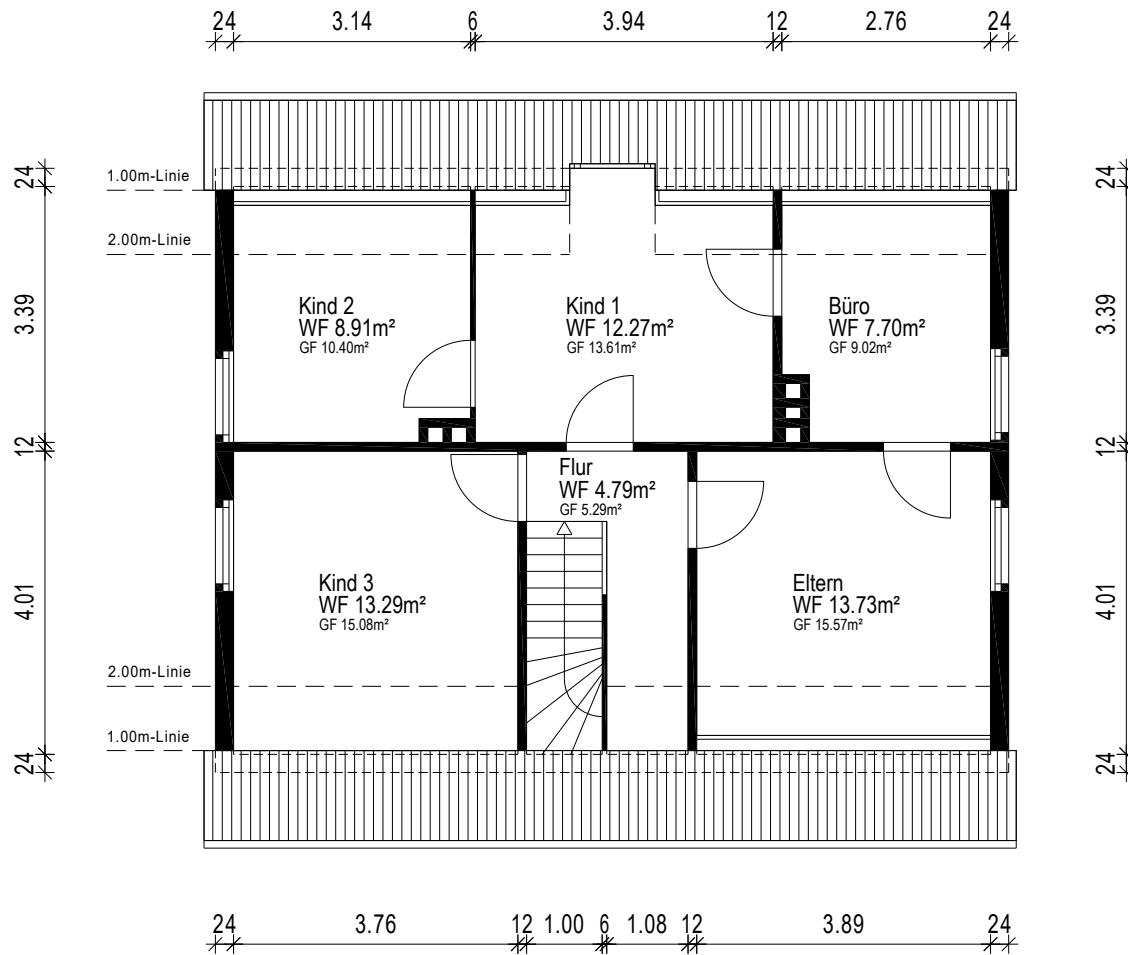 24 3.14 6 3.94 12 2.76 24
24
24
1.00m-Linie
2.00m-Linie
3.39
Kind 2
WF 8.91m²
GF 10.40m²
Kind 1
WF 12.27m²
GF 13.61m²
Büro
WF 7.70m²
GF 9.02m²
3.39
12
12
Flur
WF 4.79m²
GF 5.29m²
4.01
Kind 3
WF 13.29m²
GF 15.08m²
Eltern
WF 13.73m²
GF 15.57m²
4.01
2.00m-Linie
1.00m-Linie
24
24
24 3.76 12 1.00 6 1.08 12 3.89 24